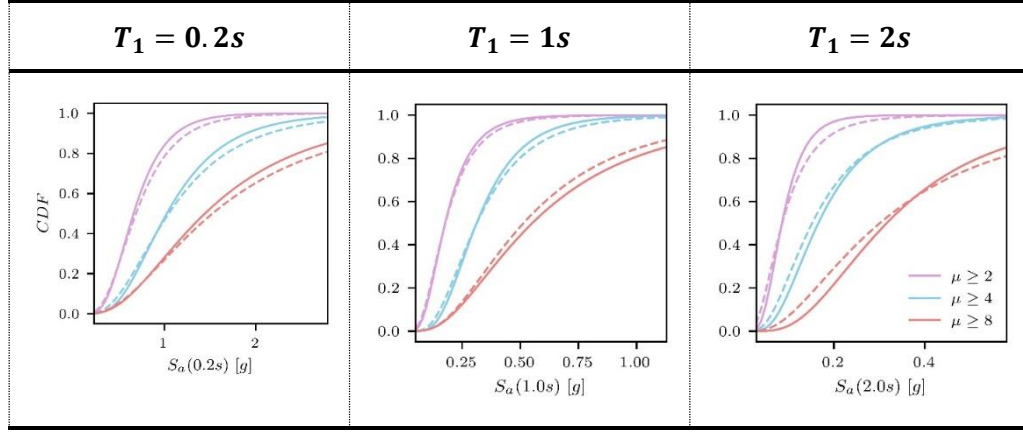 T₁ = 0.2s
T₁ = 1s
T₁ = 2s
1.0
0.8
0.6
0.4
0.2
0.0
CDF
1
2
Sₐ(0.2s) [g]
1.0
0.8
0.6
0.4
0.2
0.0
0.25
0.50
0.75
1.00
Sₐ(1.0s) [g]
1.0
0.8
0.6
0.4
0.2
0.0
μ ≥ 2
μ ≥ 4
μ ≥ 8
0.2
0.4
Sₐ(2.0s) [g]